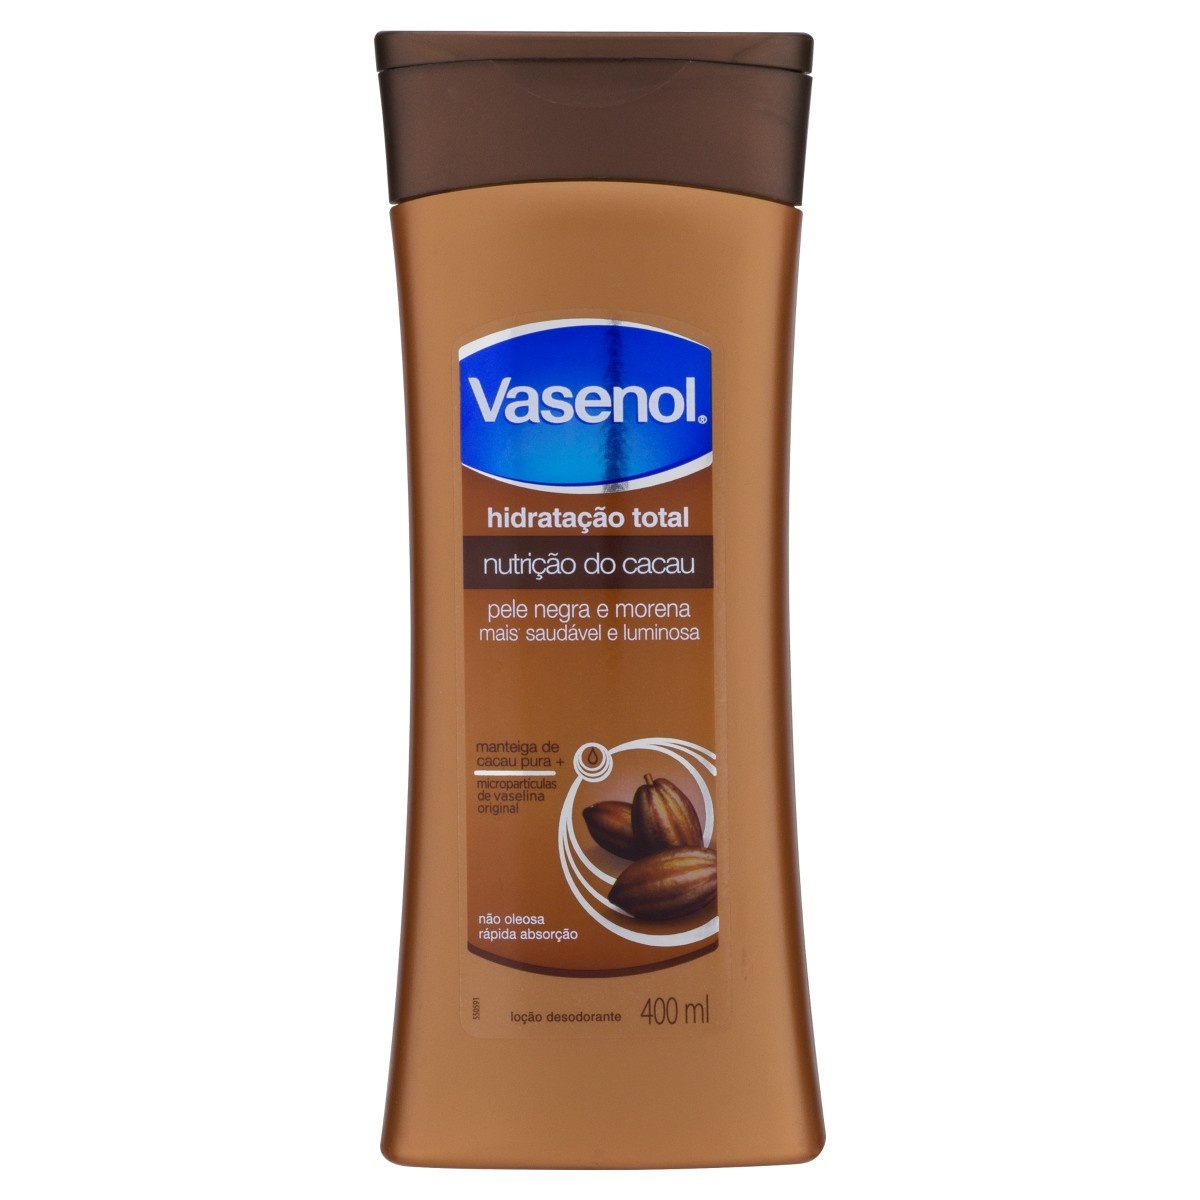 Vasenol®
hidratação total
nutrição do cacau
pele negra e morena
mais saudável e luminosa
manteiga de
cacau pura +
micropartículas
de vaselina
original
não oleosa
rápida absorção
550591
loção desodorante 400 ml